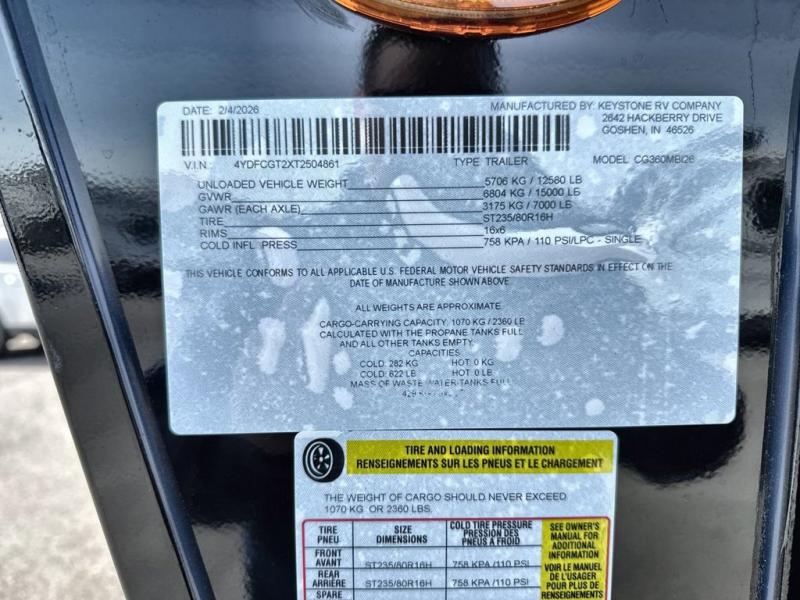 DATE: 2/4/2026 MANUFACTURED BY: KEYSTONE RV COMPANY
2642 HACKBERRY DRIVE
GOSHEN, IN 46526
V.I.N.: 4YDFCGT2XT2504861 TYPE TRAILER MODEL CG360MBI26
UNLOADED VEHICLE WEIGHT 5706 KG / 12580 LB
GVWR 6804 KG / 15000 LB
GAWR (EACH AXLE) 3175 KG / 7000 LB
TIRE ST235/80R16H
RIMS 16x6
COLD INFL. PRESS 758 KPA / 110 PSI/LPC - SINGLE
THIS VEHICLE CONFORMS TO ALL APPLICABLE U.S. FEDERAL MOTOR VEHICLE SAFETY STANDARDS IN EFFECT ON THE
DATE OF MANUFACTURE SHOWN ABOVE
ALL WEIGHTS ARE APPROXIMATE.
CARGO-CARRYING CAPACITY: 1070 KG / 2360 LB
CALCULATED WITH THE PROPANE TANKS FULL
AND ALL OTHER TANKS EMPTY.
CAPACITIES
COLD: 282 KG HOT: 0 KG
COLD: 622 LB HOT: 0 LB
MASS OF WASTE WATER TANKS FULL
TIRE AND LOADING INFORMATION
RENSEIGNEMENTS SUR LES PNEUS ET LE CHARGEMENT
THE WEIGHT OF CARGO SHOULD NEVER EXCEED
1070 KG OR 2360 LBS.
TIRE
PNEU
SIZE
DIMENSIONS
COLD TIRE PRESSURE
PRESSION DES
PNEUS A FROID
SEE OWNER'S
MANUAL FOR
ADDITIONAL
INFORMATION
VOIR LE MANUEL
DE L'USAGER
POUR PLUS DE
RENSEIGNEMENTS
FRONT
AVANT
ST235/80R16H
758 KPA /110 PSI
REAR
ARRIÈRE
ST235/80R16H
758 KPA /110 PSI
SPARE